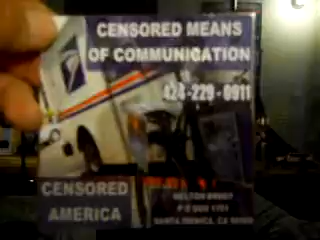 CENSORED MEANS
OF COMMUNICATION
424-229-0911
CENSORED
AMERICA
SANTA MONICA, CA